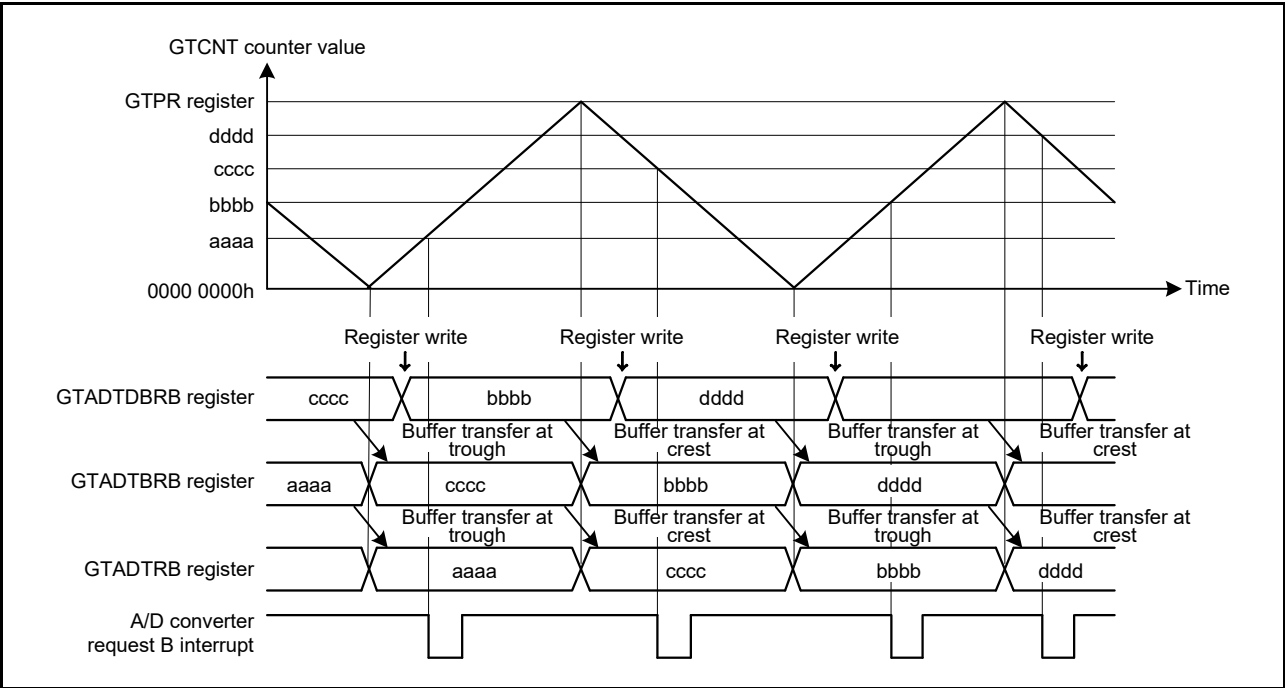 GTCNT counter value
GTPR register
dddd
cccc
bbbb
aaaa
0000 0000h
Time
Register write Register write Register write Register write
GTADTDBRB register cccc bbbb dddd
Buffer transfer at Buffer transfer at Buffer transfer at Buffer transfer at
trough crest trough crest
GTADTBRB register aaaa cccc bbbb dddd
Buffer transfer at Buffer transfer at Buffer transfer at Buffer transfer at
trough crest trough crest
GTADTRB register aaaa cccc bbbb dddd
A/D converter
request B interrupt